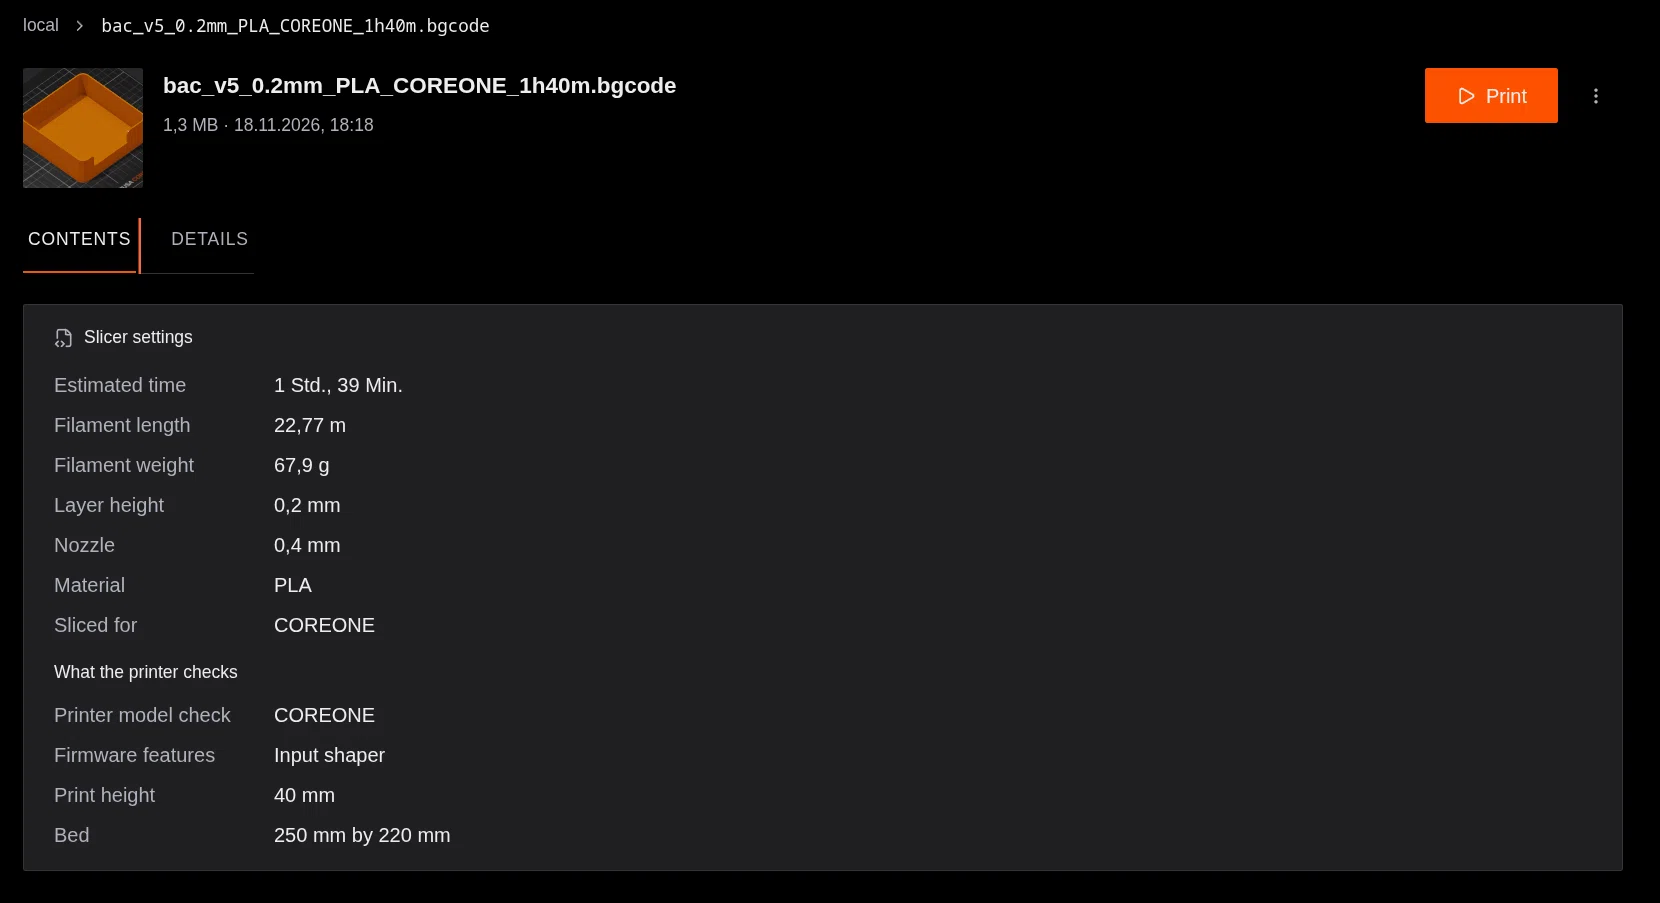 local > bac_v5_0.2mm_PLA_COREONE_1h40m.bgcode
bac_v5_0.2mm_PLA_COREONE_1h40m.bgcode
1,3 MB · 18.11.2026, 18:18
Print
CONTENTS
DETAILS
Slicer settings
Estimated time 1 Std., 39 Min.
Filament length 22,77 m
Filament weight 67,9 g
Layer height 0,2 mm
Nozzle 0,4 mm
Material PLA
Sliced for COREONE
What the printer checks
Printer model check COREONE
Firmware features Input shaper
Print height 40 mm
Bed 250 mm by 220 mm